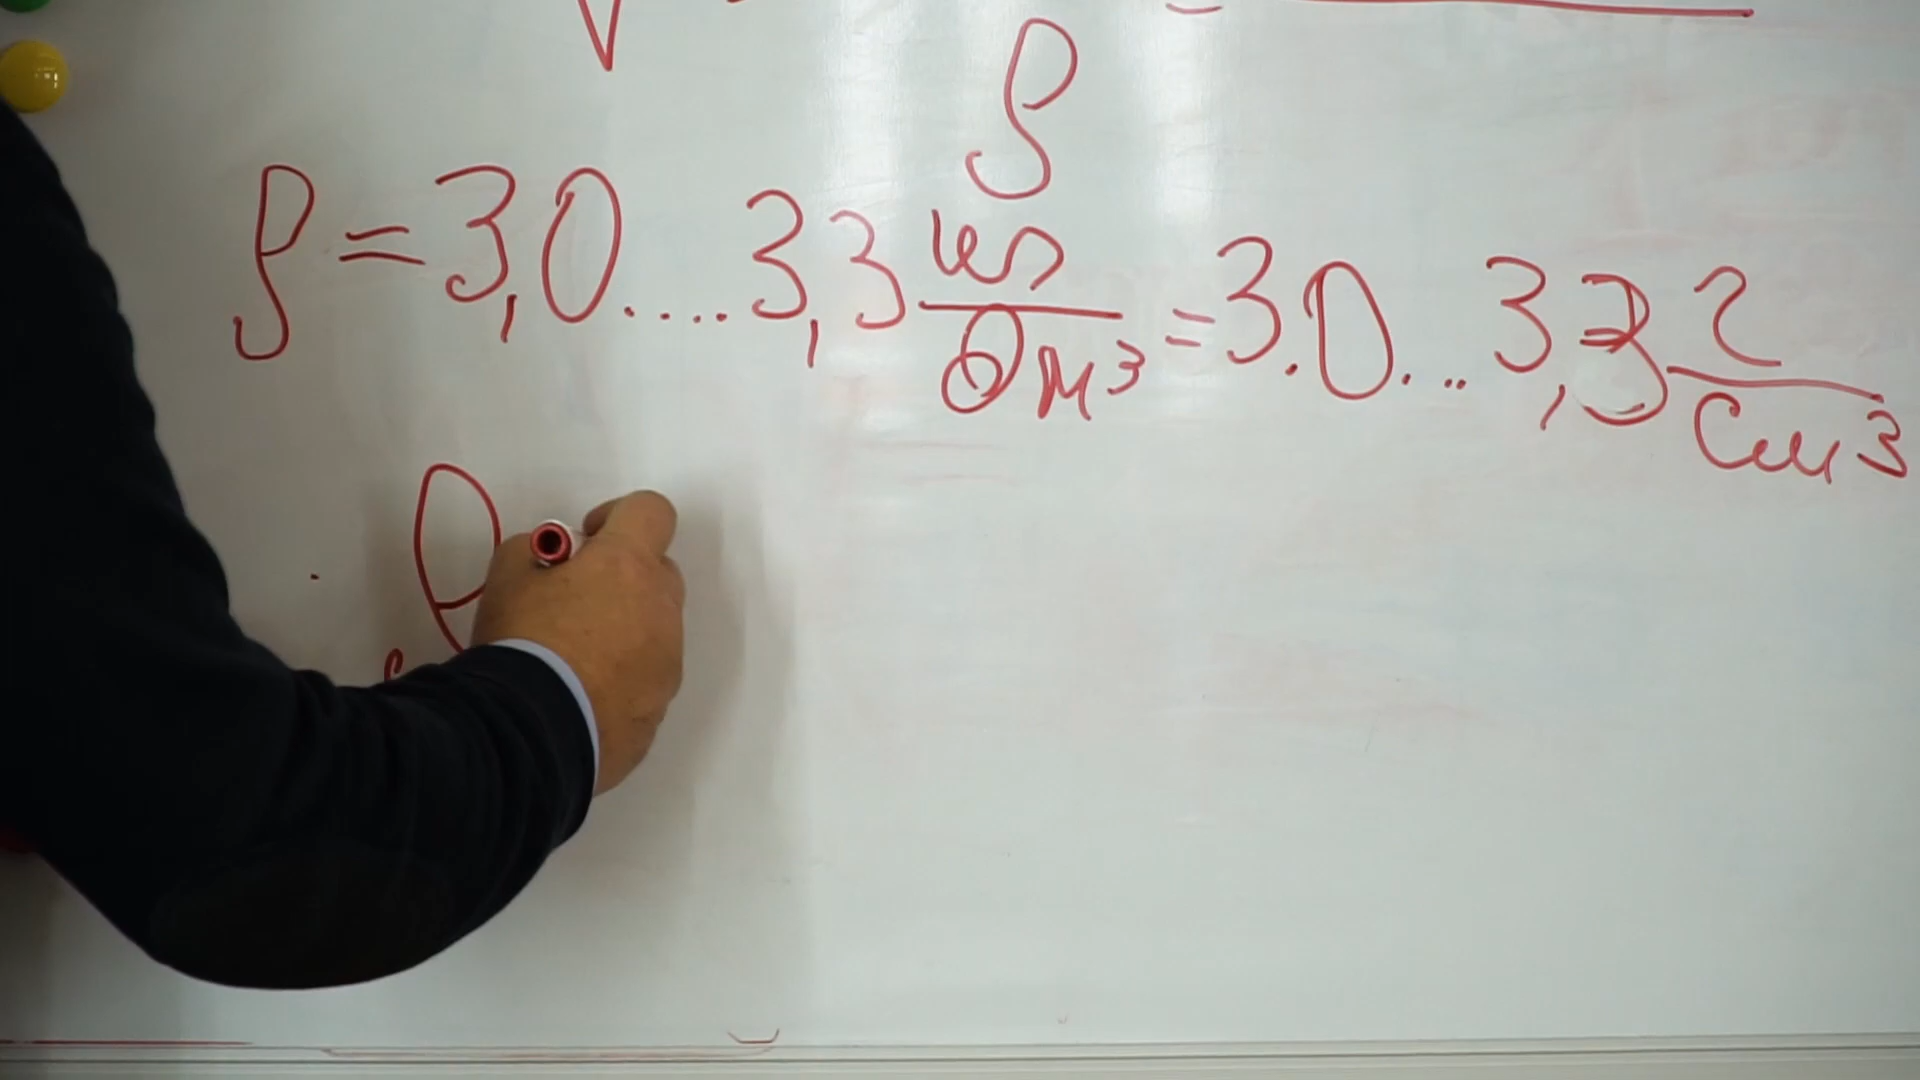 ρ
ρ = 3,0....3,3 кг/дм³ = 3.0...3,3 г/см³
ρ